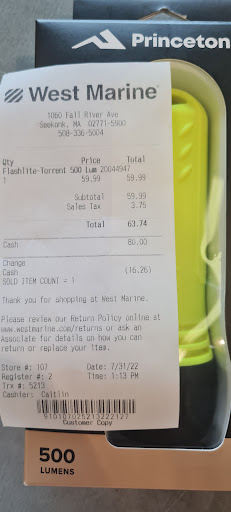 Princeton
West Marine
1060 Fall River Ave
Seekonk, MA 02771-5900
508-336-5004
Qty Price Total
Flashlite-Torrent 500 Lum 20044947
1 59.99 59.99
Subtotal 59.99
Sales Tax 3.75
Total 63.74
Cash 80.00
Change
Cash (16.26)
SOLD ITEM COUNT = 1
Thank you for shopping at West Marine.
Please review our Return Policy online at
www.westmarine.com/returns or ask an
Associate for details on how you can
return or replace your item.
Store #: 107 Date: 7/31/22
Register #: 2 Time: 1:13 PM
Trx #: 5213
Cashier: Caitlin
910107025213222127
Customer Copy
500
LUMENS